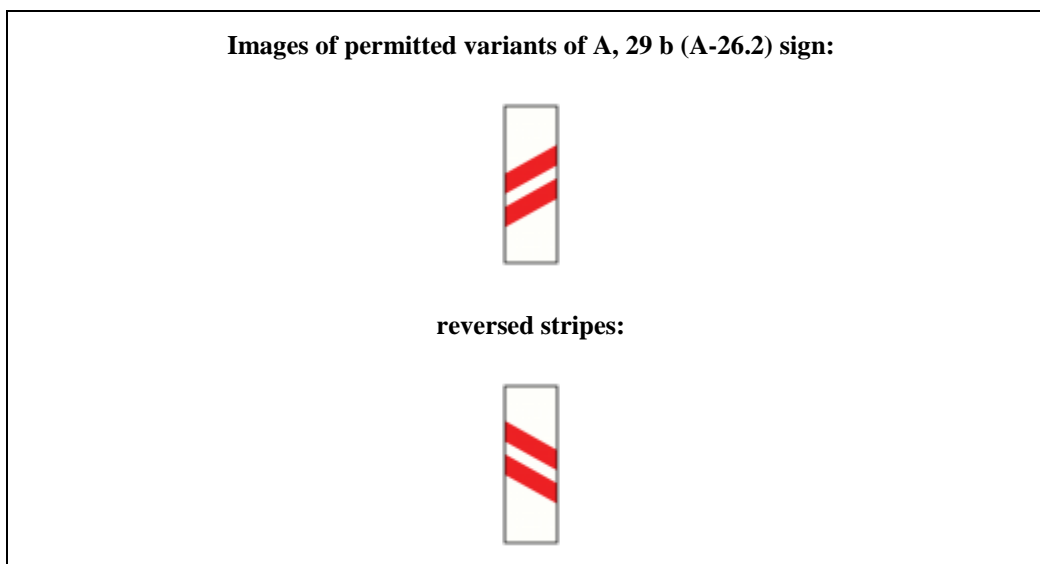 Images of permitted variants of A, 29 b (A-26.2) sign:
reversed stripes: